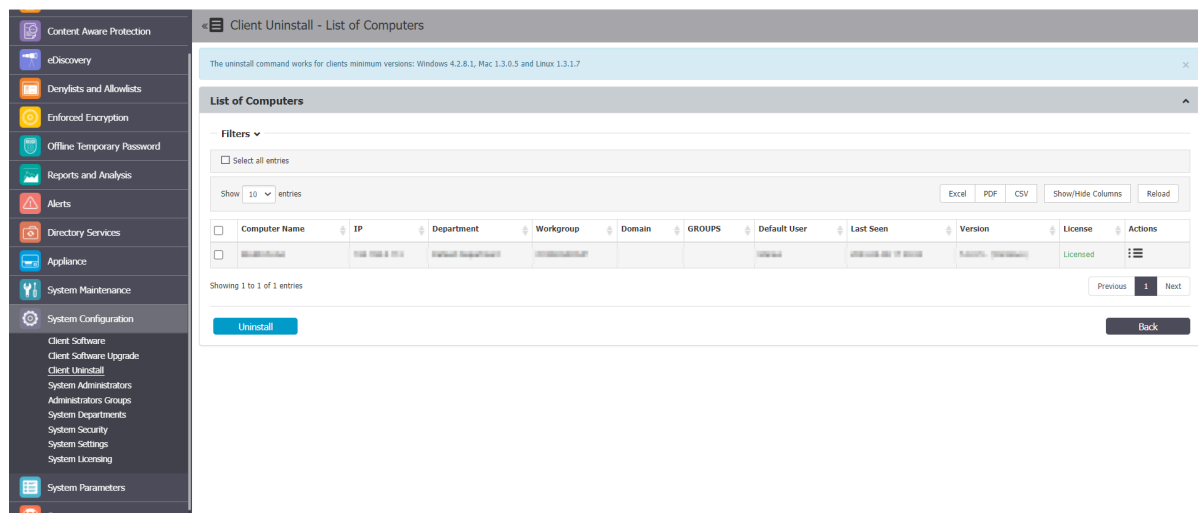 Content Aware Protection
eDiscovery
Denylists and Allowlists
Enforced Encryption
Offline Temporary Password
Reports and Analysis
Alerts
Directory Services
Appliance
System Maintenance
System Configuration
Client Software
Client Software Upgrade
Client Uninstall
System Administrators
Administrators Groups
System Departments
System Security
System Settings
System Licensing
System Parameters
« Client Uninstall - List of Computers
The uninstall command works for clients minimum versions: Windows 4.2.8.1, Mac 1.3.0.5 and Linux 1.3.1.7 ×
List of Computers
Filters
Select all entries
Show 10 entries Excel PDF CSV Show/Hide Columns Reload
Computer Name IP Department Workgroup Domain GROUPS Default User Last Seen Version License Actions
Licensed
Showing 1 to 1 of 1 entries Previous 1 Next
Uninstall Back